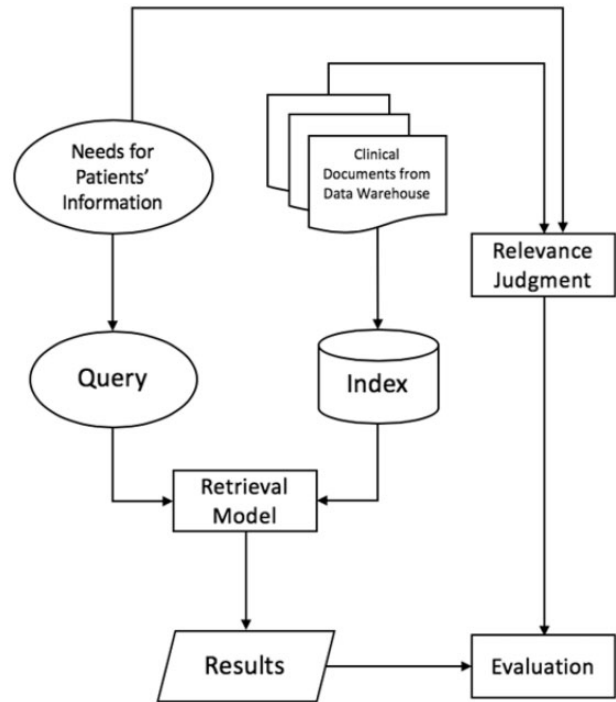 Needs for
Patients'
Information
Clinical
Documents from
Data Warehouse
Relevance
Judgment
Query
Index
Retrieval
Model
Results
Evaluation